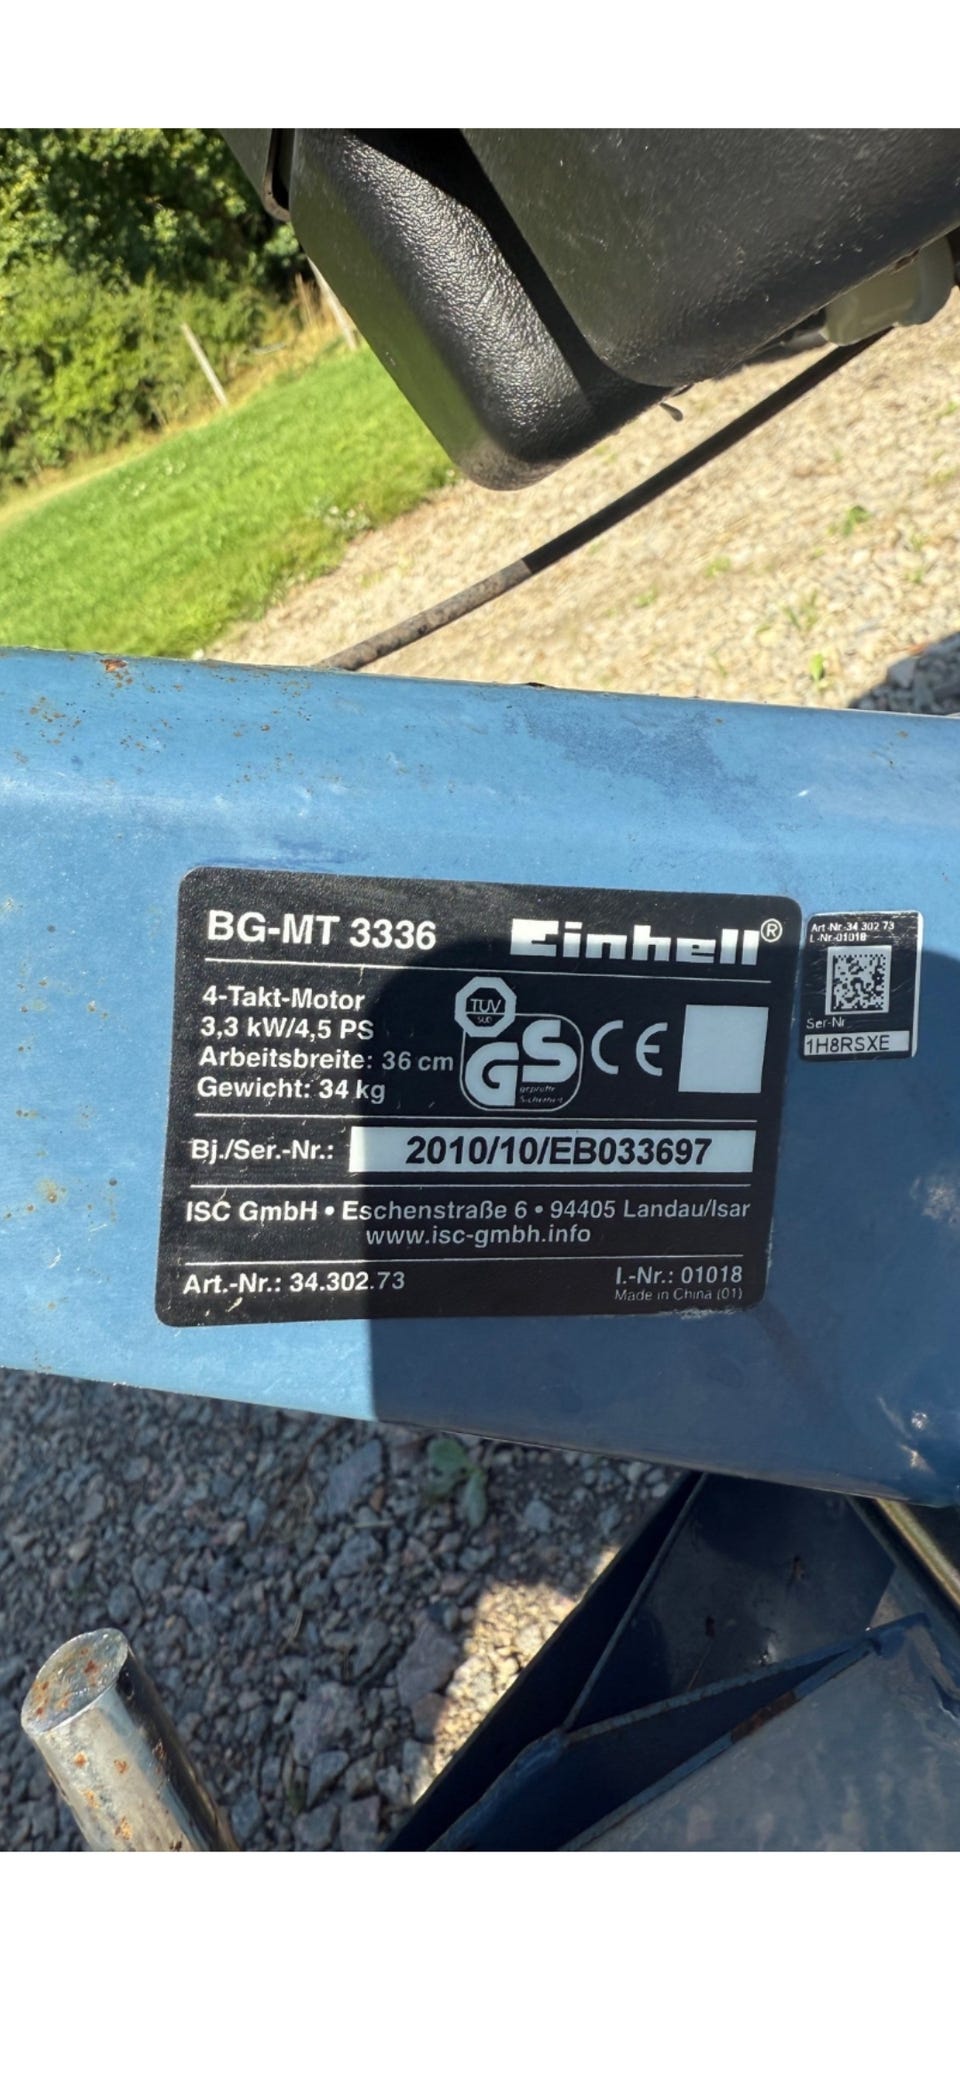 BG-MT 3336 Einhell®
4-Takt-Motor
3,3 kW/4,5 PS
Arbeitsbreite: 36 cm
Gewicht: 34 kg
TÜV
SÜD
GS
geprüfte
Sicherheit
CE
Bj./Ser.-Nr.: 2010/10/EB033697
ISC GmbH • Eschenstraße 6 • 94405 Landau/Isar
www.isc-gmbh.info
Art.-Nr.: 34.302.73 I.-Nr.: 01018
Made in China (01)
Art-Nr-34 302 73
I.-Nr-01018
Ser-Nr
1H8RSXE